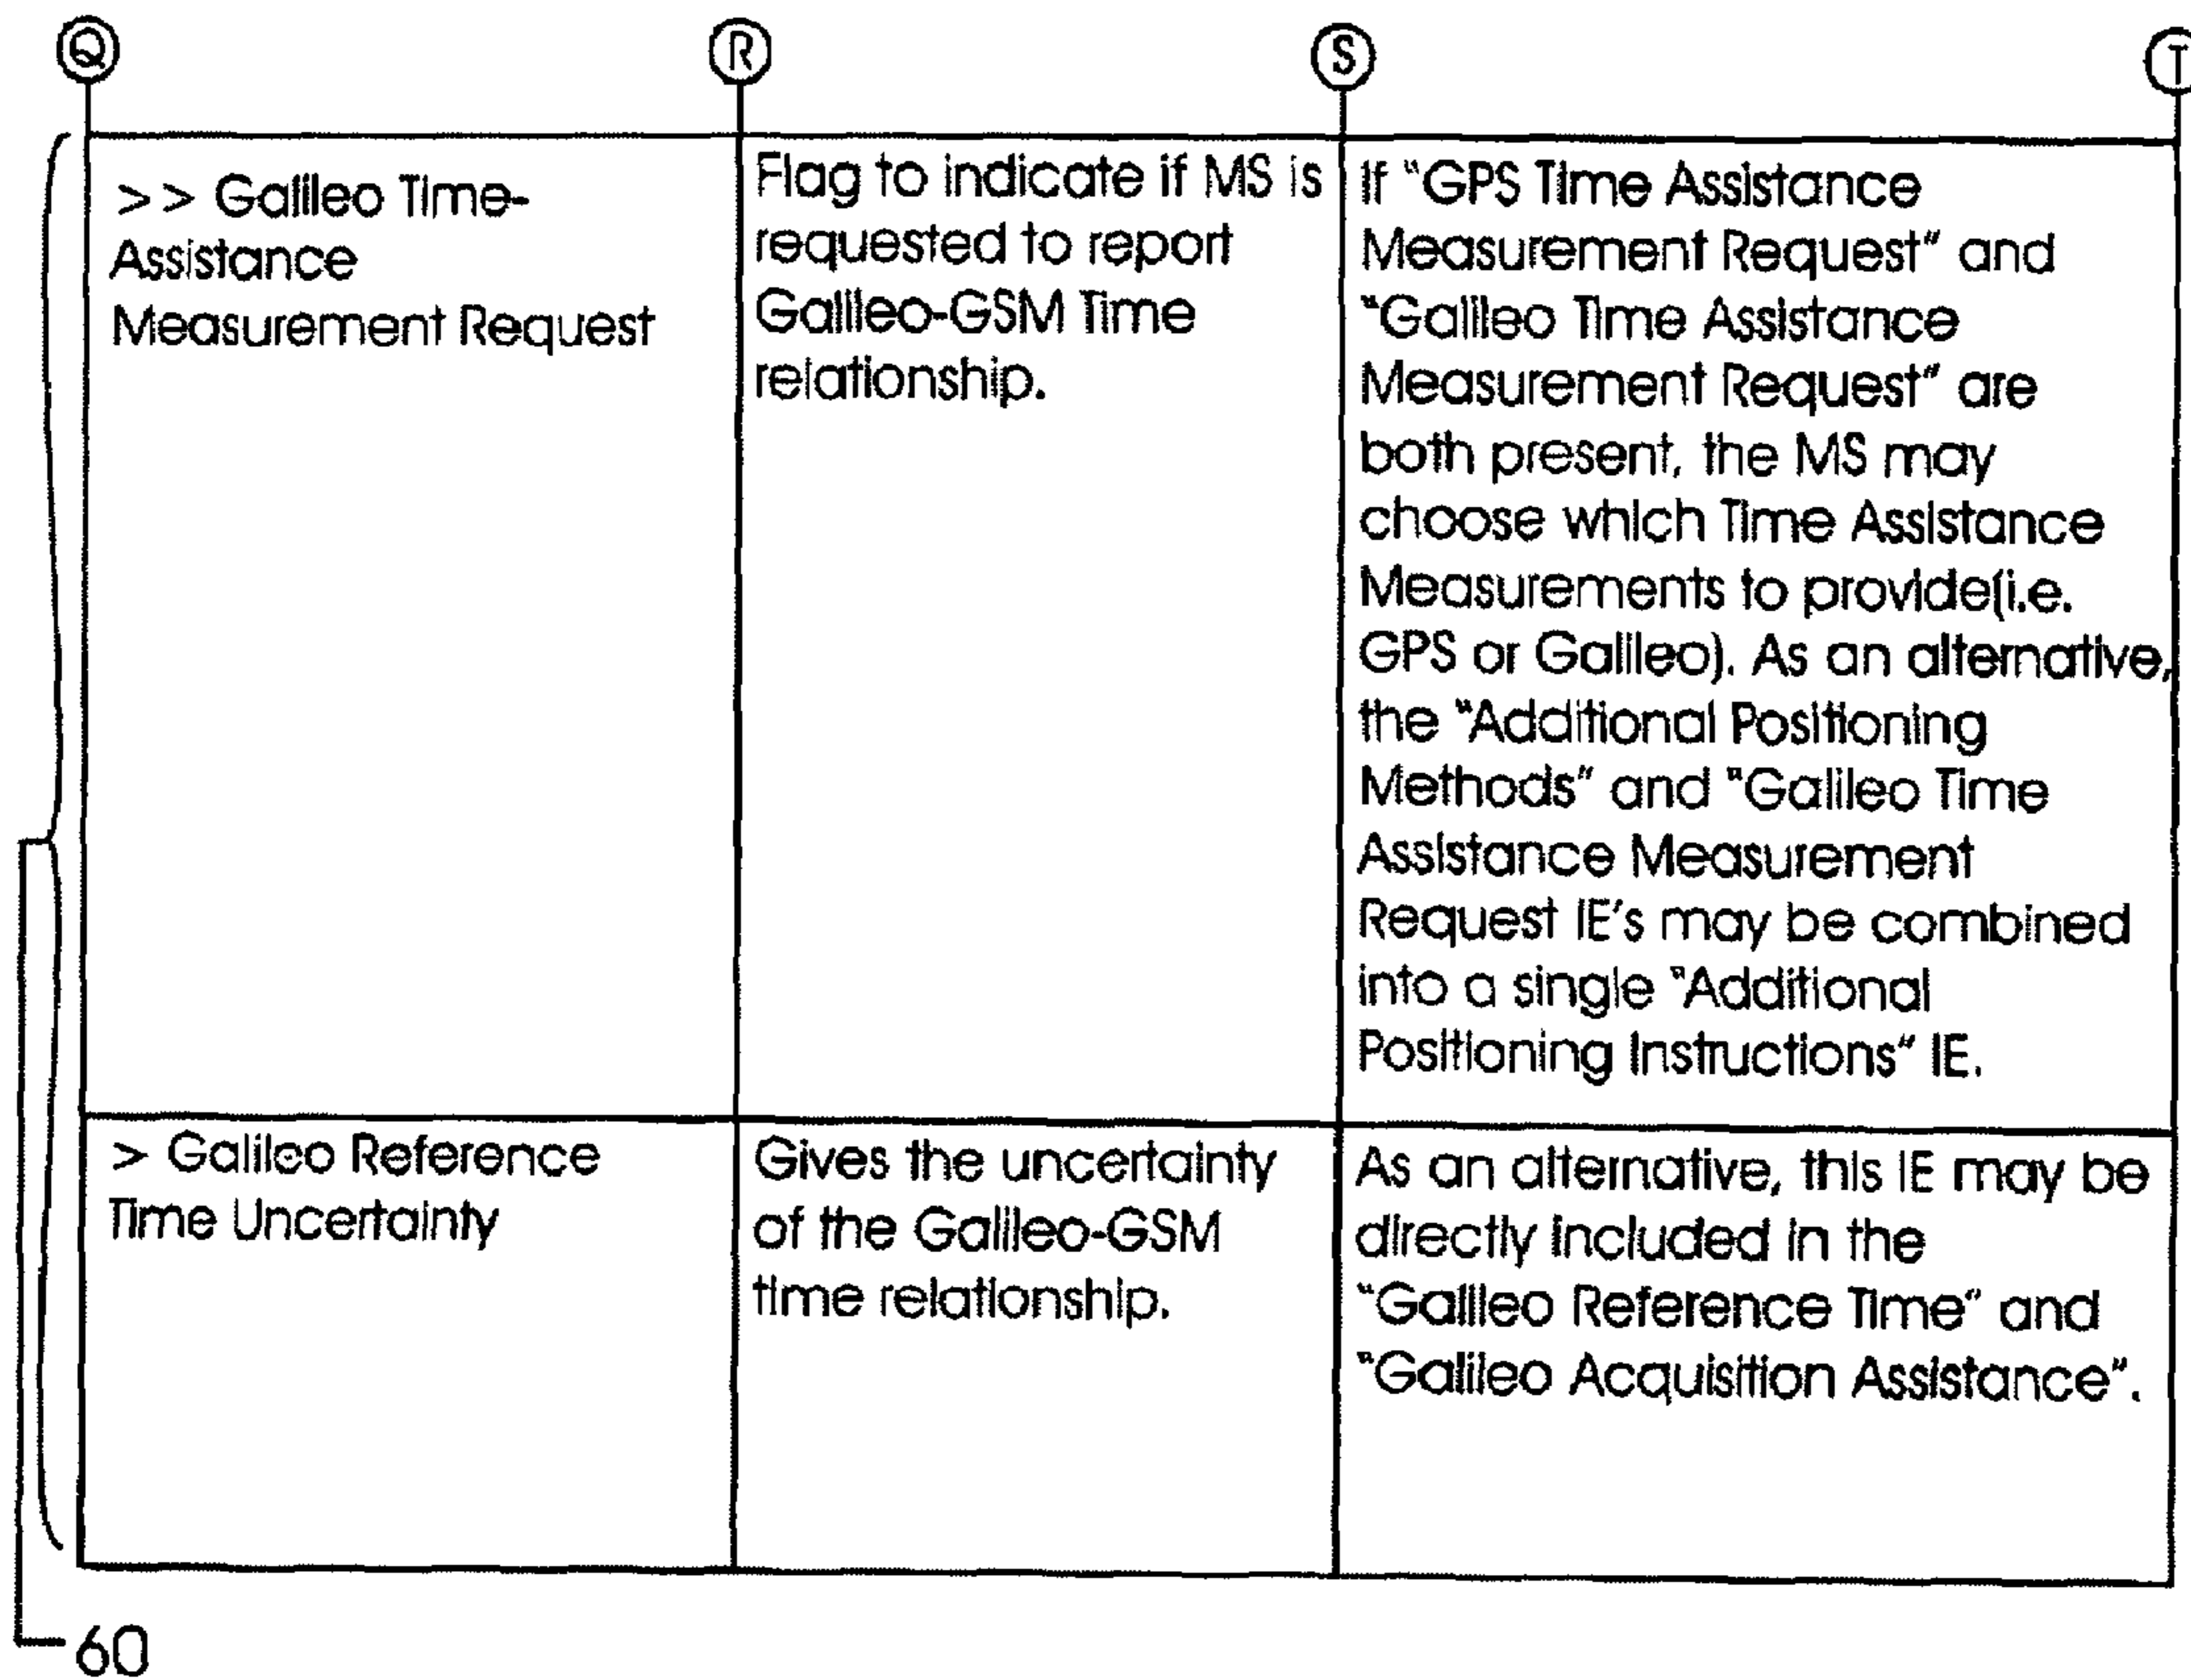 Q R S T
>> Galileo Time-
Assistance
Measurement Request
Flag to indicate if MS is
requested to report
Galileo-GSM Time
relationship.
If "GPS Time Assistance
Measurement Request" and
"Galileo Time Assistance
Measurement Request" are
both present, the MS may
choose which Time Assistance
Measurements to provide(i.e.
GPS or Galileo). As an alternative,
the "Additional Positioning
Methods" and "Galileo Time
Assistance Measurement
Request IE's may be combined
into a single "Additional
Positioning Instructions" IE.
> Galileo Reference
Time Uncertainty
Gives the uncertainty
of the Galileo-GSM
time relationship.
As an alternative, this IE may be
directly included in the
"Galileo Reference Time" and
"Galileo Acquisition Assistance".
60